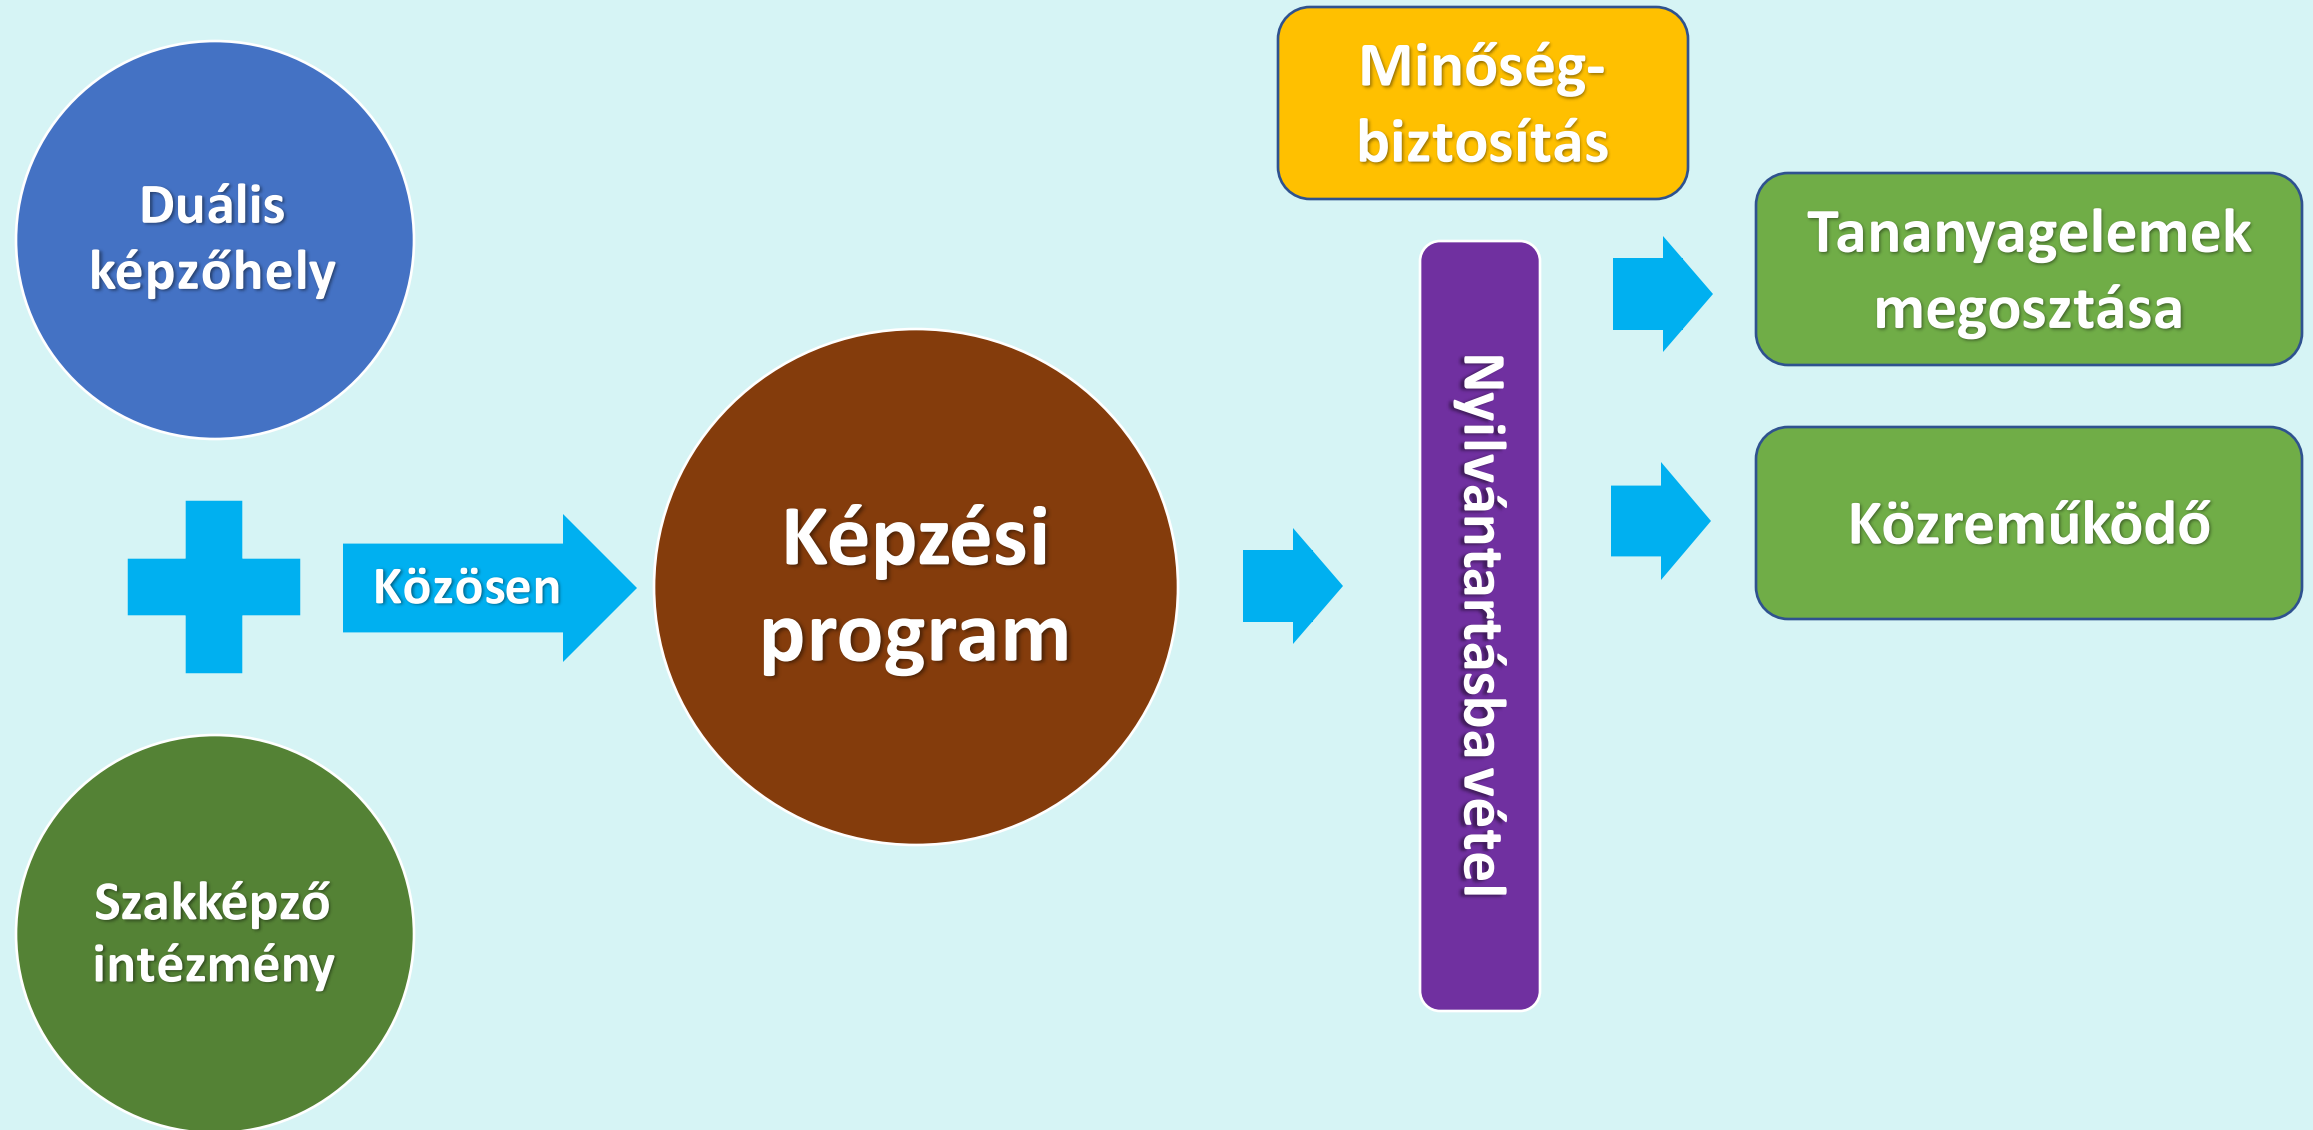 Duális
képzőhely
Közösen
Szakképző
intézmény
Képzési
program
Minőség-
biztosítás
Nyilvántartásba vétel
Tananyagelemek
megosztása
Közreműködő